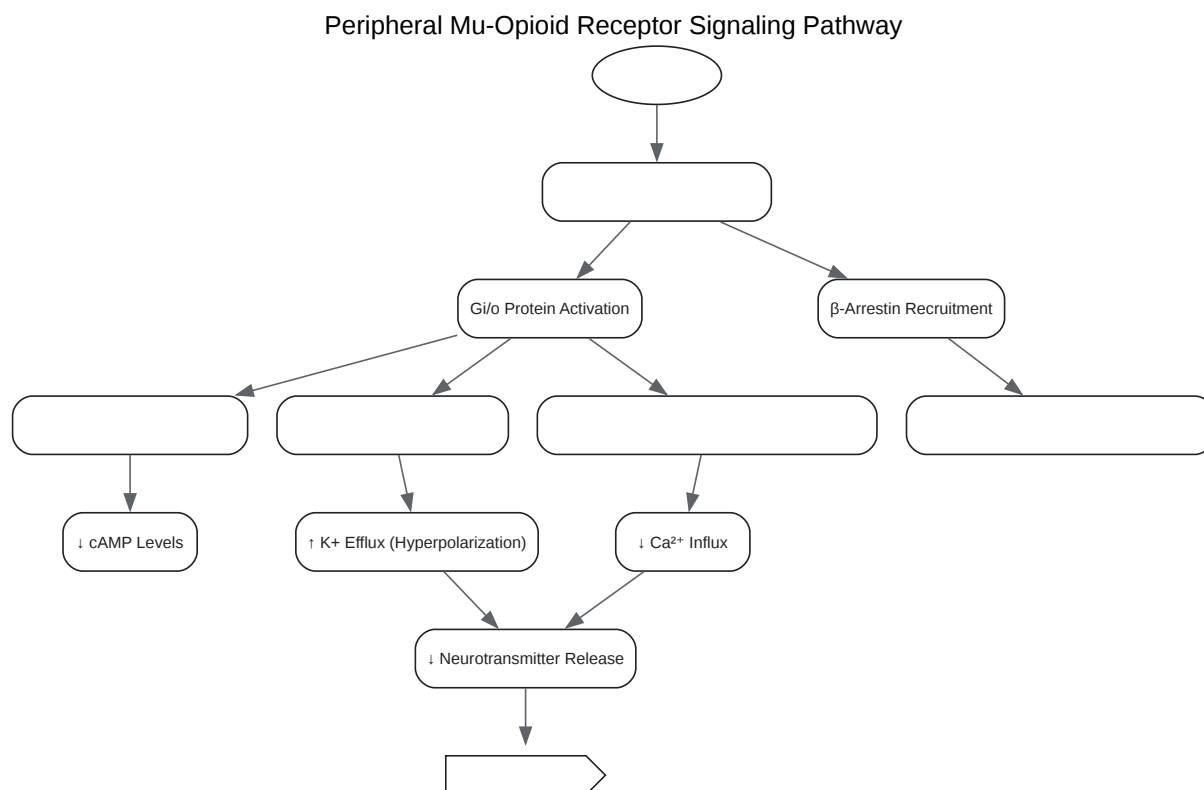 Peripheral Mu-Opioid Receptor Signaling Pathway
Gi/o Protein Activation
β-Arrestin Recruitment
↓ cAMP Levels
↑ K+ Efflux (Hyperpolarization)
↓ Ca²⁺ Influx
↓ Neurotransmitter Release